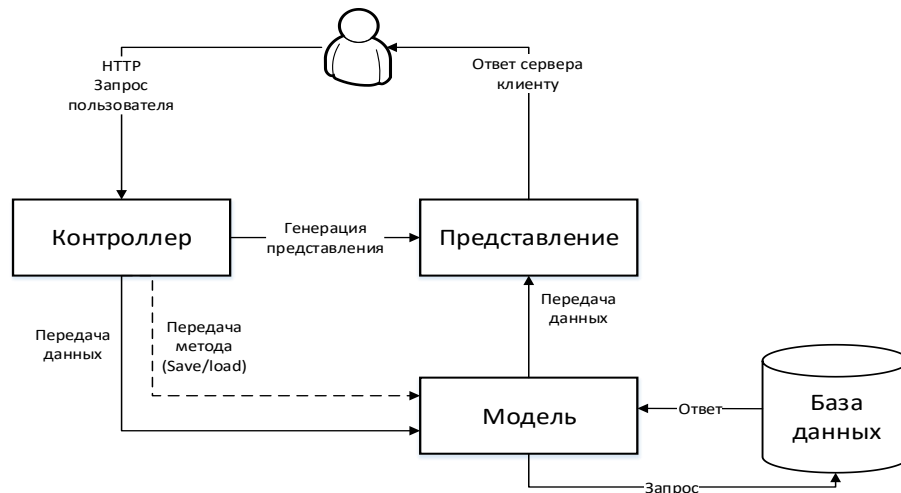 HTTP
Запрос
пользователя
Ответ сервера
клиенту
Контроллер
Генерация
представления
Представление
Передача
данных
Передача
метода
(Save/load)
Передача
данных
Модель
Ответ
База
данных
Запрос